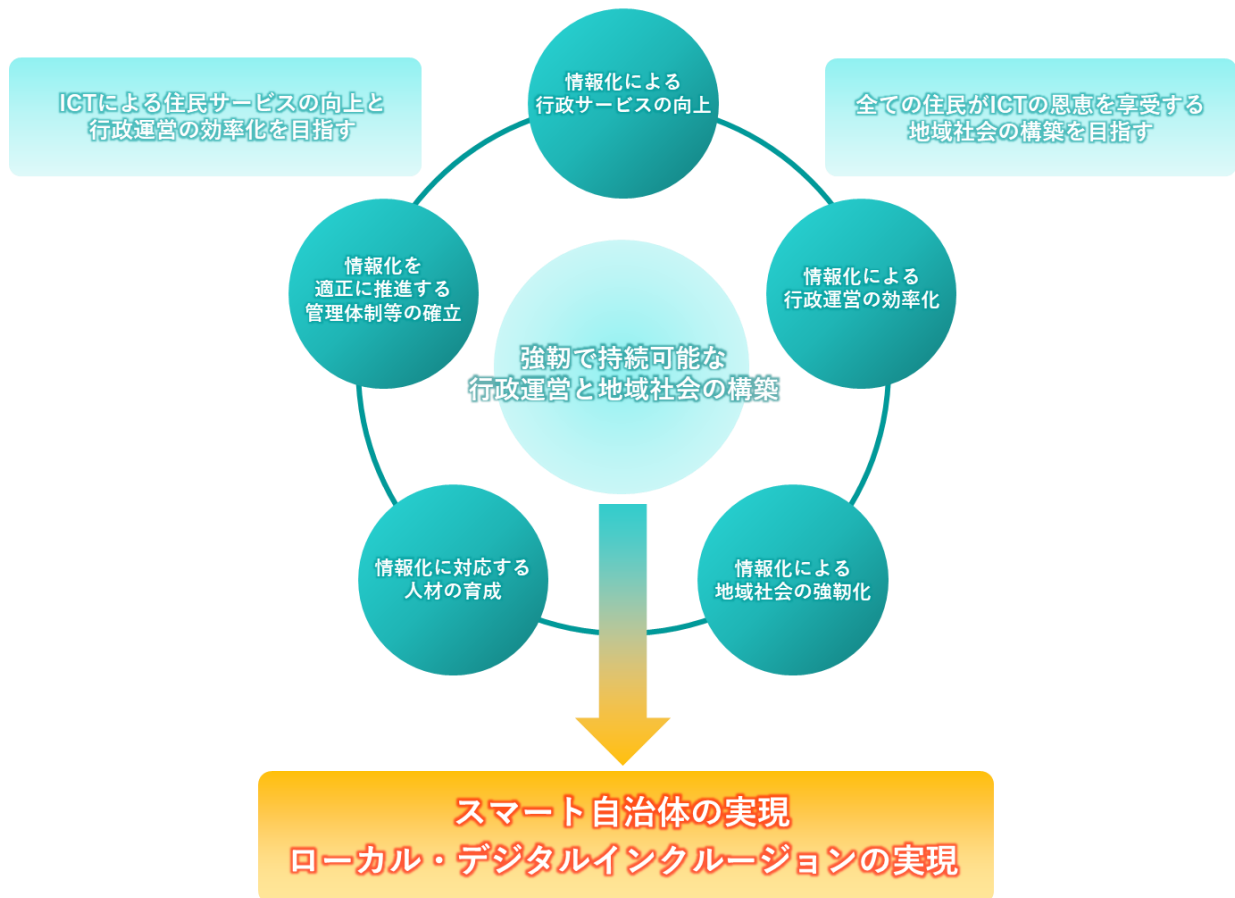 ICTによる住民サービスの向上と
行政運営の効率化を目指す
情報化による
行政サービスの向上
全ての住民がICTの恩恵を享受する
地域社会の構築を目指す
情報化を
適正に推進する
管理体制等の確立
情報化による
行政運営の効率化
強靭で持続可能な
行政運営と地域社会の構築
情報化に対応する
人材の育成
情報化による
地域社会の強靭化
スマート自治体の実現
ローカル・デジタルインクルージョンの実現